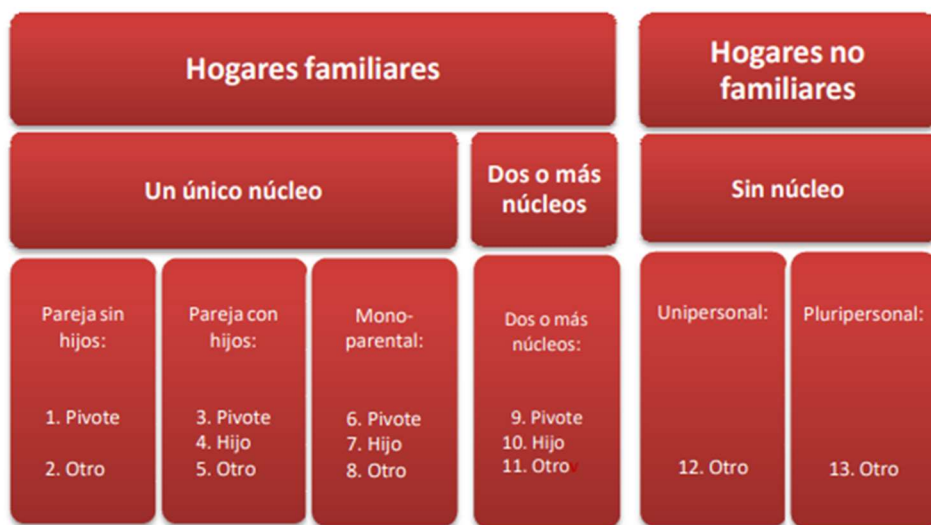 Hogares familiares
Hogares no
familiares
Un único núcleo
Dos o más
núcleos
Sin núcleo
Pareja sin
hijos:
1. Pivote
2. Otro
Pareja con
hijos:
3. Pivote
4. Hijo
5. Otro
Mono-
parental:
6. Pivote
7. Hijo
8. Otro
Dos o más
núcleos:
9. Pivote
10. Hijo
11. Otro
Unipersonal:
12. Otro
Pluripersonal:
13. Otro